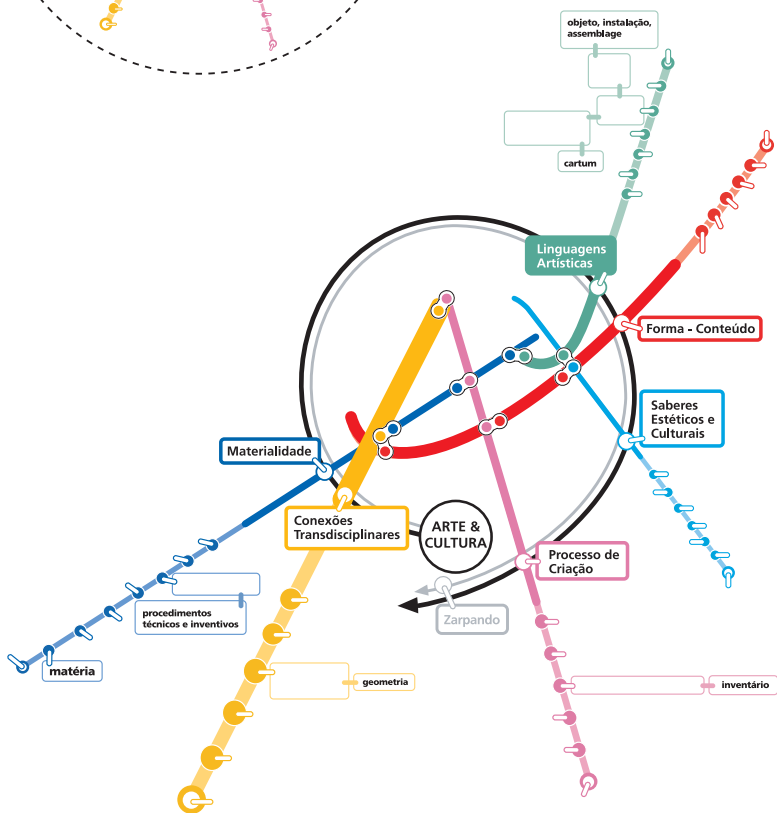 objeto, instalação,
assemblage
cartum
Linguagens
Artísticas
Forma - Conteúdo
Saberes
Estéticos e
Culturais
Materialidade
Conexões
Transdisciplinares
ARTE &
CULTURA
Processo de
Criação
Zarpando
procedimentos
técnicos e inventivos
matéria
geometria
inventário